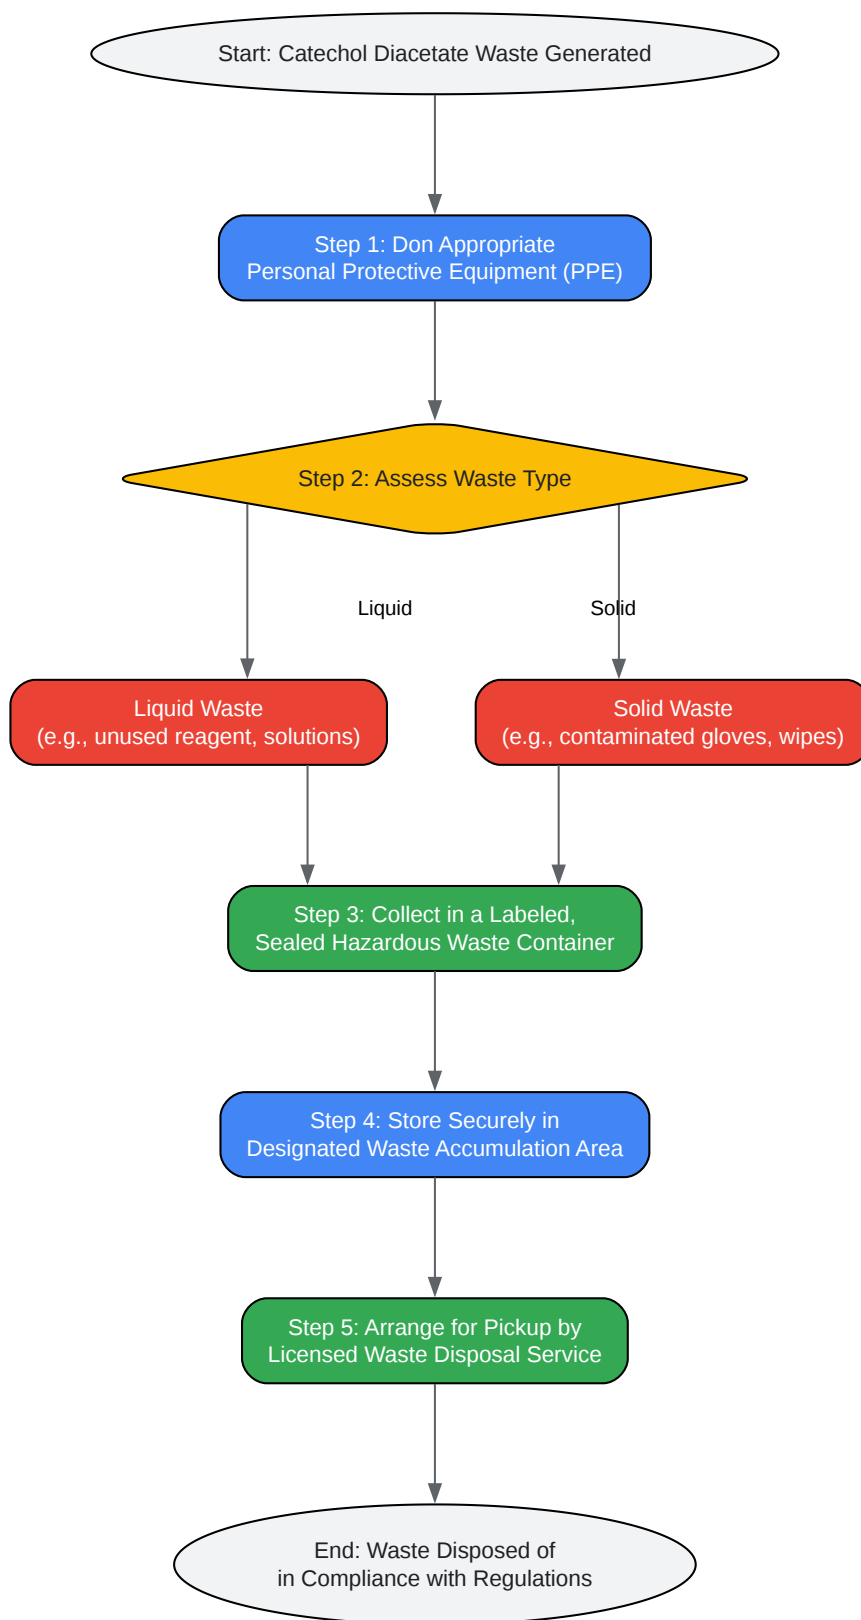 Start: Catechol Diacetate Waste Generated
Step 1: Don Appropriate
Personal Protective Equipment (PPE)
Step 2: Assess Waste Type
Liquid
Solid
Liquid Waste
(e.g., unused reagent, solutions)
Solid Waste
(e.g., contaminated gloves, wipes)
Step 3: Collect in a Labeled,
Sealed Hazardous Waste Container
Step 4: Store Securely in
Designated Waste Accumulation Area
Step 5: Arrange for Pickup by
Licensed Waste Disposal Service
End: Waste Disposed of
in Compliance with Regulations